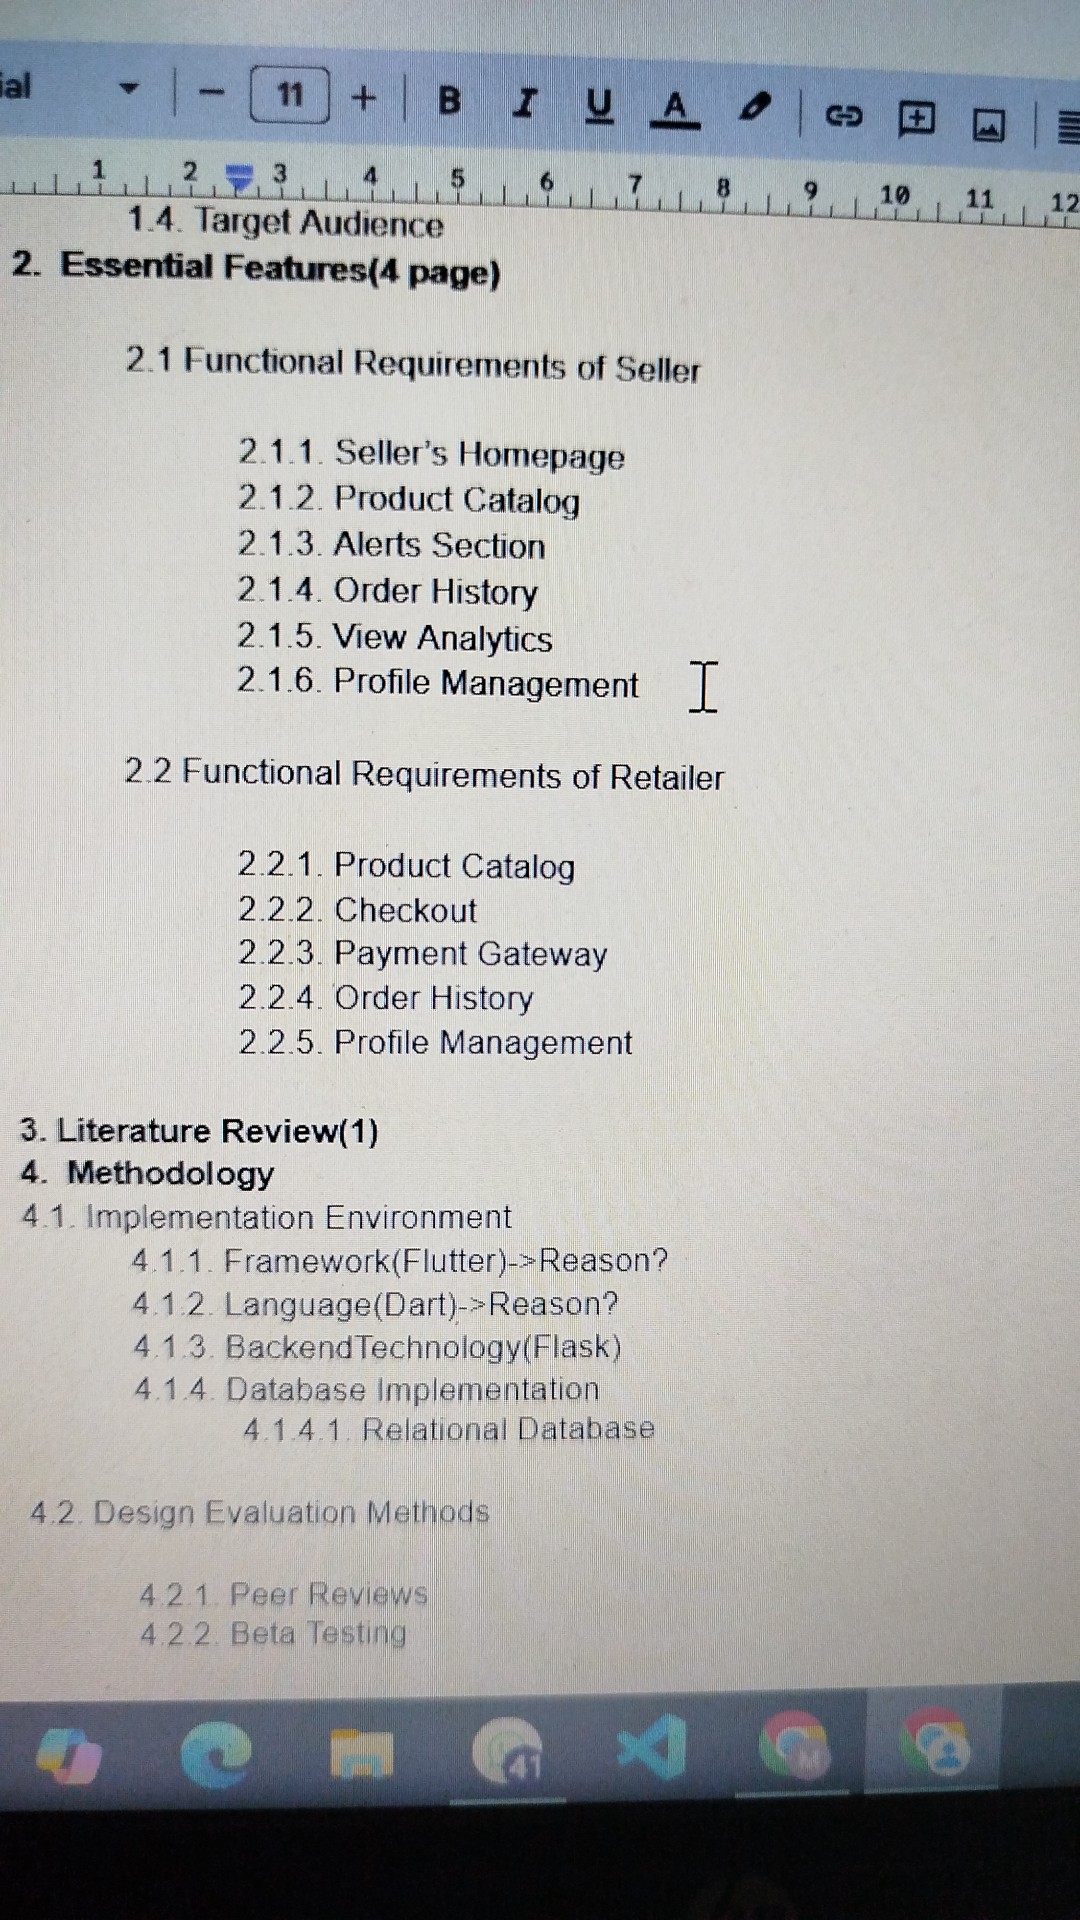 ial 11 B I U A
1 2 3 4 5 6 7 8 9 10 11 12
1.4. Target Audience
2. Essential Features(4 page)
2.1 Functional Requirements of Seller
2.1.1. Seller's Homepage
2.1.2. Product Catalog
2.1.3. Alerts Section
2.1.4. Order History
2.1.5. View Analytics
2.1.6. Profile Management
2.2 Functional Requirements of Retailer
2.2.1. Product Catalog
2.2.2. Checkout
2.2.3. Payment Gateway
2.2.4. Order History
2.2.5. Profile Management
3. Literature Review(1)
4. Methodology
4.1. Implementation Environment
4.1.1. Framework(Flutter)->Reason?
4.1.2. Language(Dart)->Reason?
4.1.3. BackendTechnology(Flask)
4.1.4. Database Implementation
4.1.4.1. Relational Database
4.2. Design Evaluation Methods
4.2.1. Peer Reviews
4.2.2. Beta Testing
41 M